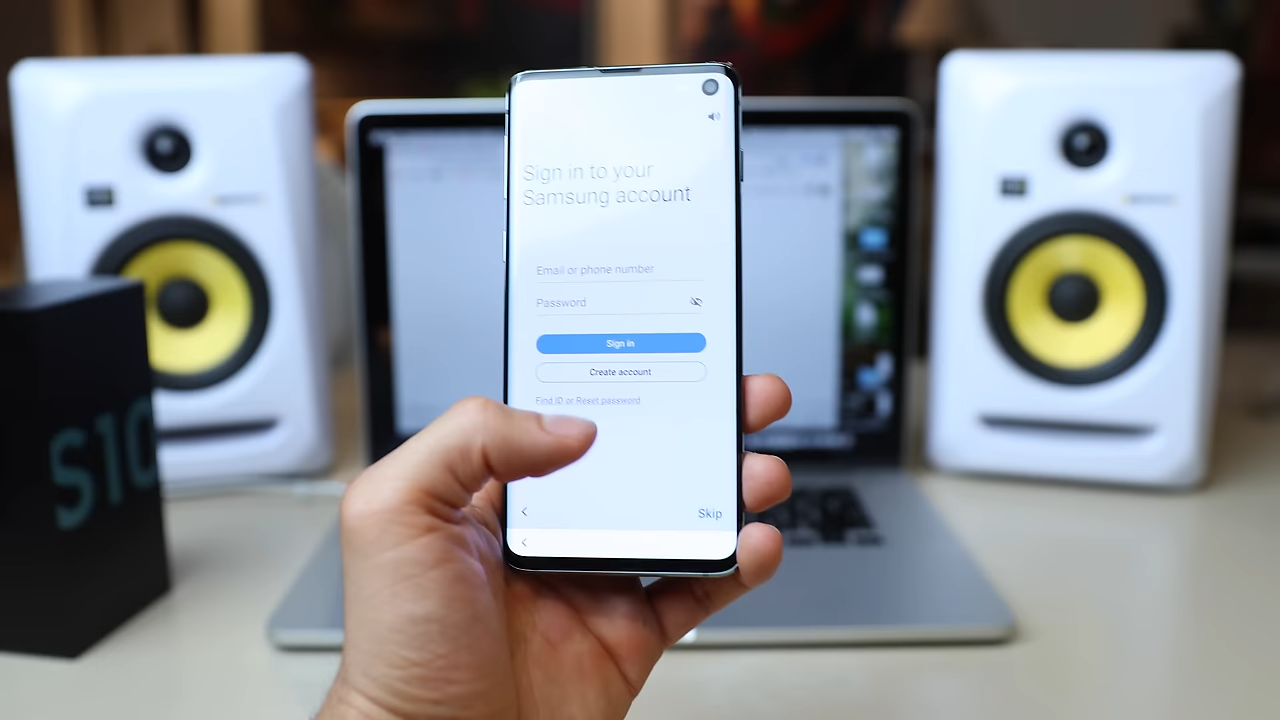 Sign in to your
Samsung account
Email or phone number
Password
Sign in
Create account
Find ID or Reset password
Skip
S10